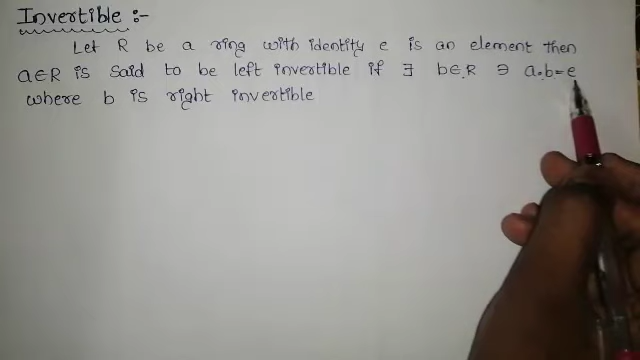 Invertible :-
Let R be a ring with identity e is an element then
a∈R is said to be left invertible if ∃ b∈R ∋ a.b=e
where b is right invertible